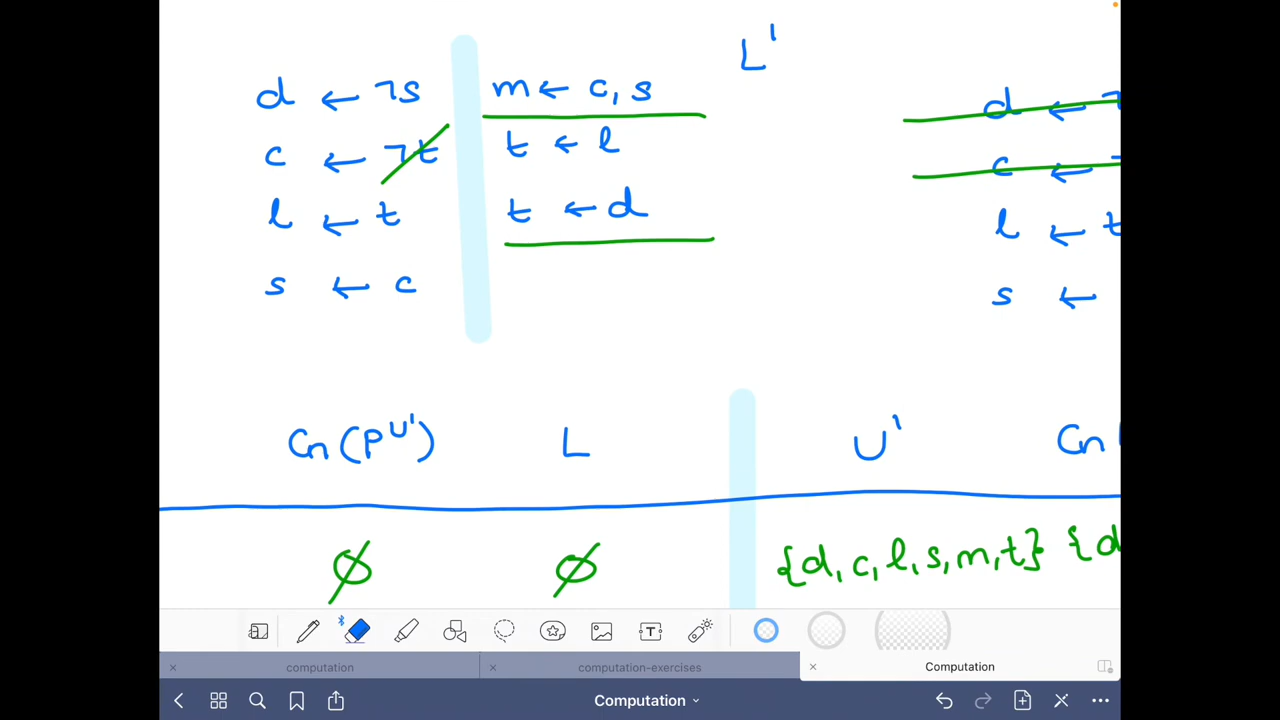 L'
d ← ¬s
m ← c, s
d ←
c ← ¬t
t ← l
c ←
l ← t
t ← d
l ← t
s ← c
s ←
Cn(P^U') L U' Cn
∅ ∅ {d, c, l, s, m, t} {d
computation computation-exercises Computation
Computation